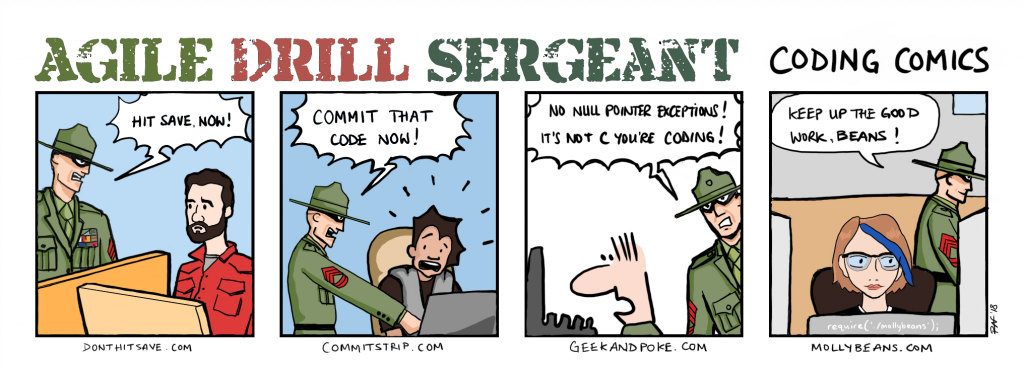 AGILE DRILL SERGEANT
CODING COMICS
HIT SAVE, NOW!
COMMIT THAT
CODE NOW!
NO NULL POINTER EXCEPTIONS!
IT'S NOT C YOU'RE CODING!
KEEP UP THE GOOD
WORK, BEANS!
require('./mollybeans');
DONTHITSAVE.COM
COMMITSTRIP.COM
GEEKANDPOKE.COM
MOLLYBEANS.COM